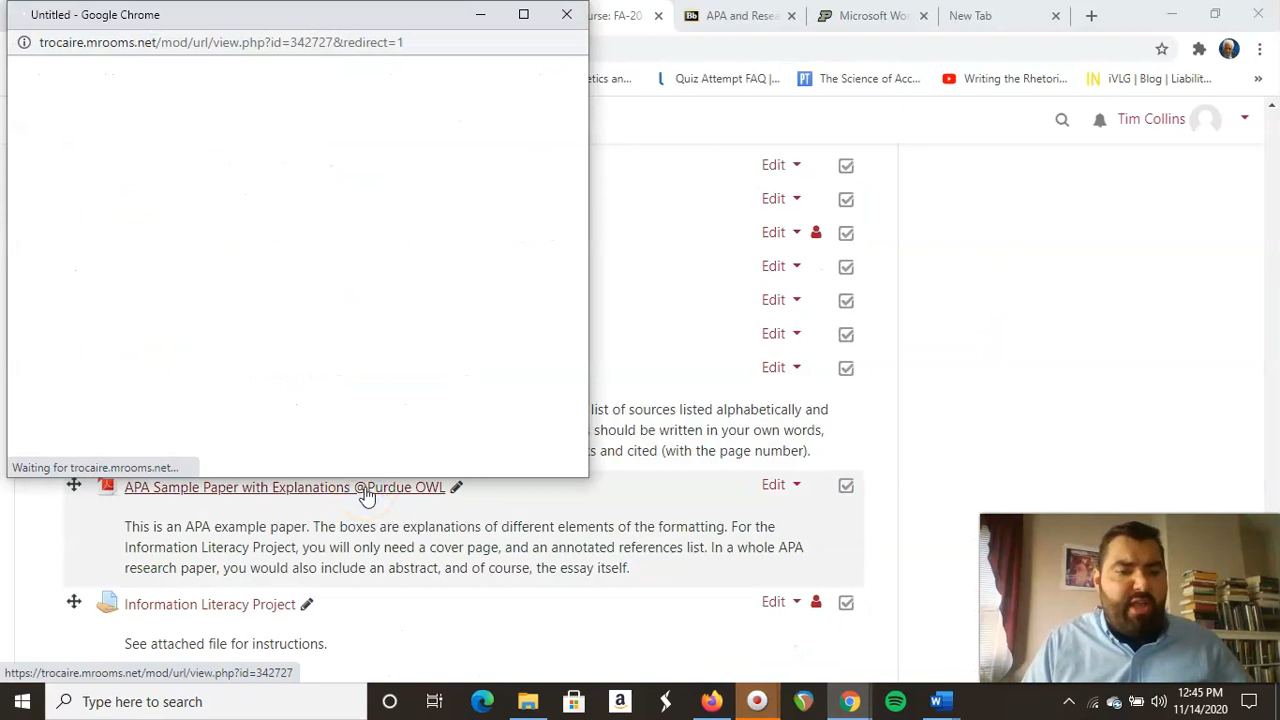 Untitled - Google Chrome
ourse: FA-20
APA and Resea
Microsoft Wor
New Tab
trocaire.mrooms.net/mod/url/view.php?id=342727&redirect=1
etics an...
Quiz Attempt FAQ |...
PT The Science of Acc...
Writing the Rhetori...
iVLG | Blog | Liabilit...
»
Tim Collins
Edit
Edit
Edit
Edit
Edit
Edit
Edit
list of sources listed alphabetically and
should be written in your own words,
s and cited (with the page number).
Waiting for trocaire.mrooms.net...
APA Sample Paper with Explanations @Purdue OWL
Edit
This is an APA example paper. The boxes are explanations of different elements of the formatting. For the
Information Literacy Project, you will only need a cover page, and an annotated references list. In a whole APA
research paper, you would also include an abstract, and of course, the essay itself.
Information Literacy Project
Edit
See attached file for instructions.
https://trocaire.mrooms.net/mod/url/view.php?id=342727
Type here to search
12:45 PM
11/14/2020